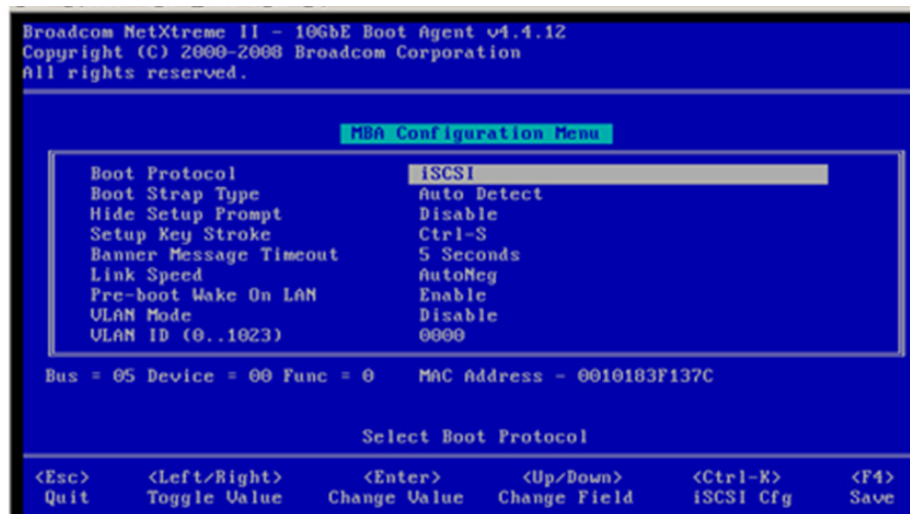 Broadcom NetXtreme II - 10GbE Boot Agent v4.4.12
Copyright (C) 2000-2008 Broadcom Corporation
All rights reserved.
MBA Configuration Menu
Boot Protocol iSCSI
Boot Strap Type Auto Detect
Hide Setup Prompt Disable
Setup Key Stroke Ctrl-S
Banner Message Timeout 5 Seconds
Link Speed AutoNeg
Pre-boot Wake On LAN Enable
VLAN Mode Disable
VLAN ID (0..1023) 0000
Bus = 05 Device = 00 Func = 0 MAC Address - 0010183F137C
Select Boot Protocol
<Esc> <Left/Right> <Enter> <Up/Down> <Ctrl-K> <F4>
Quit Toggle Value Change Value Change Field iSCSI Cfg Save